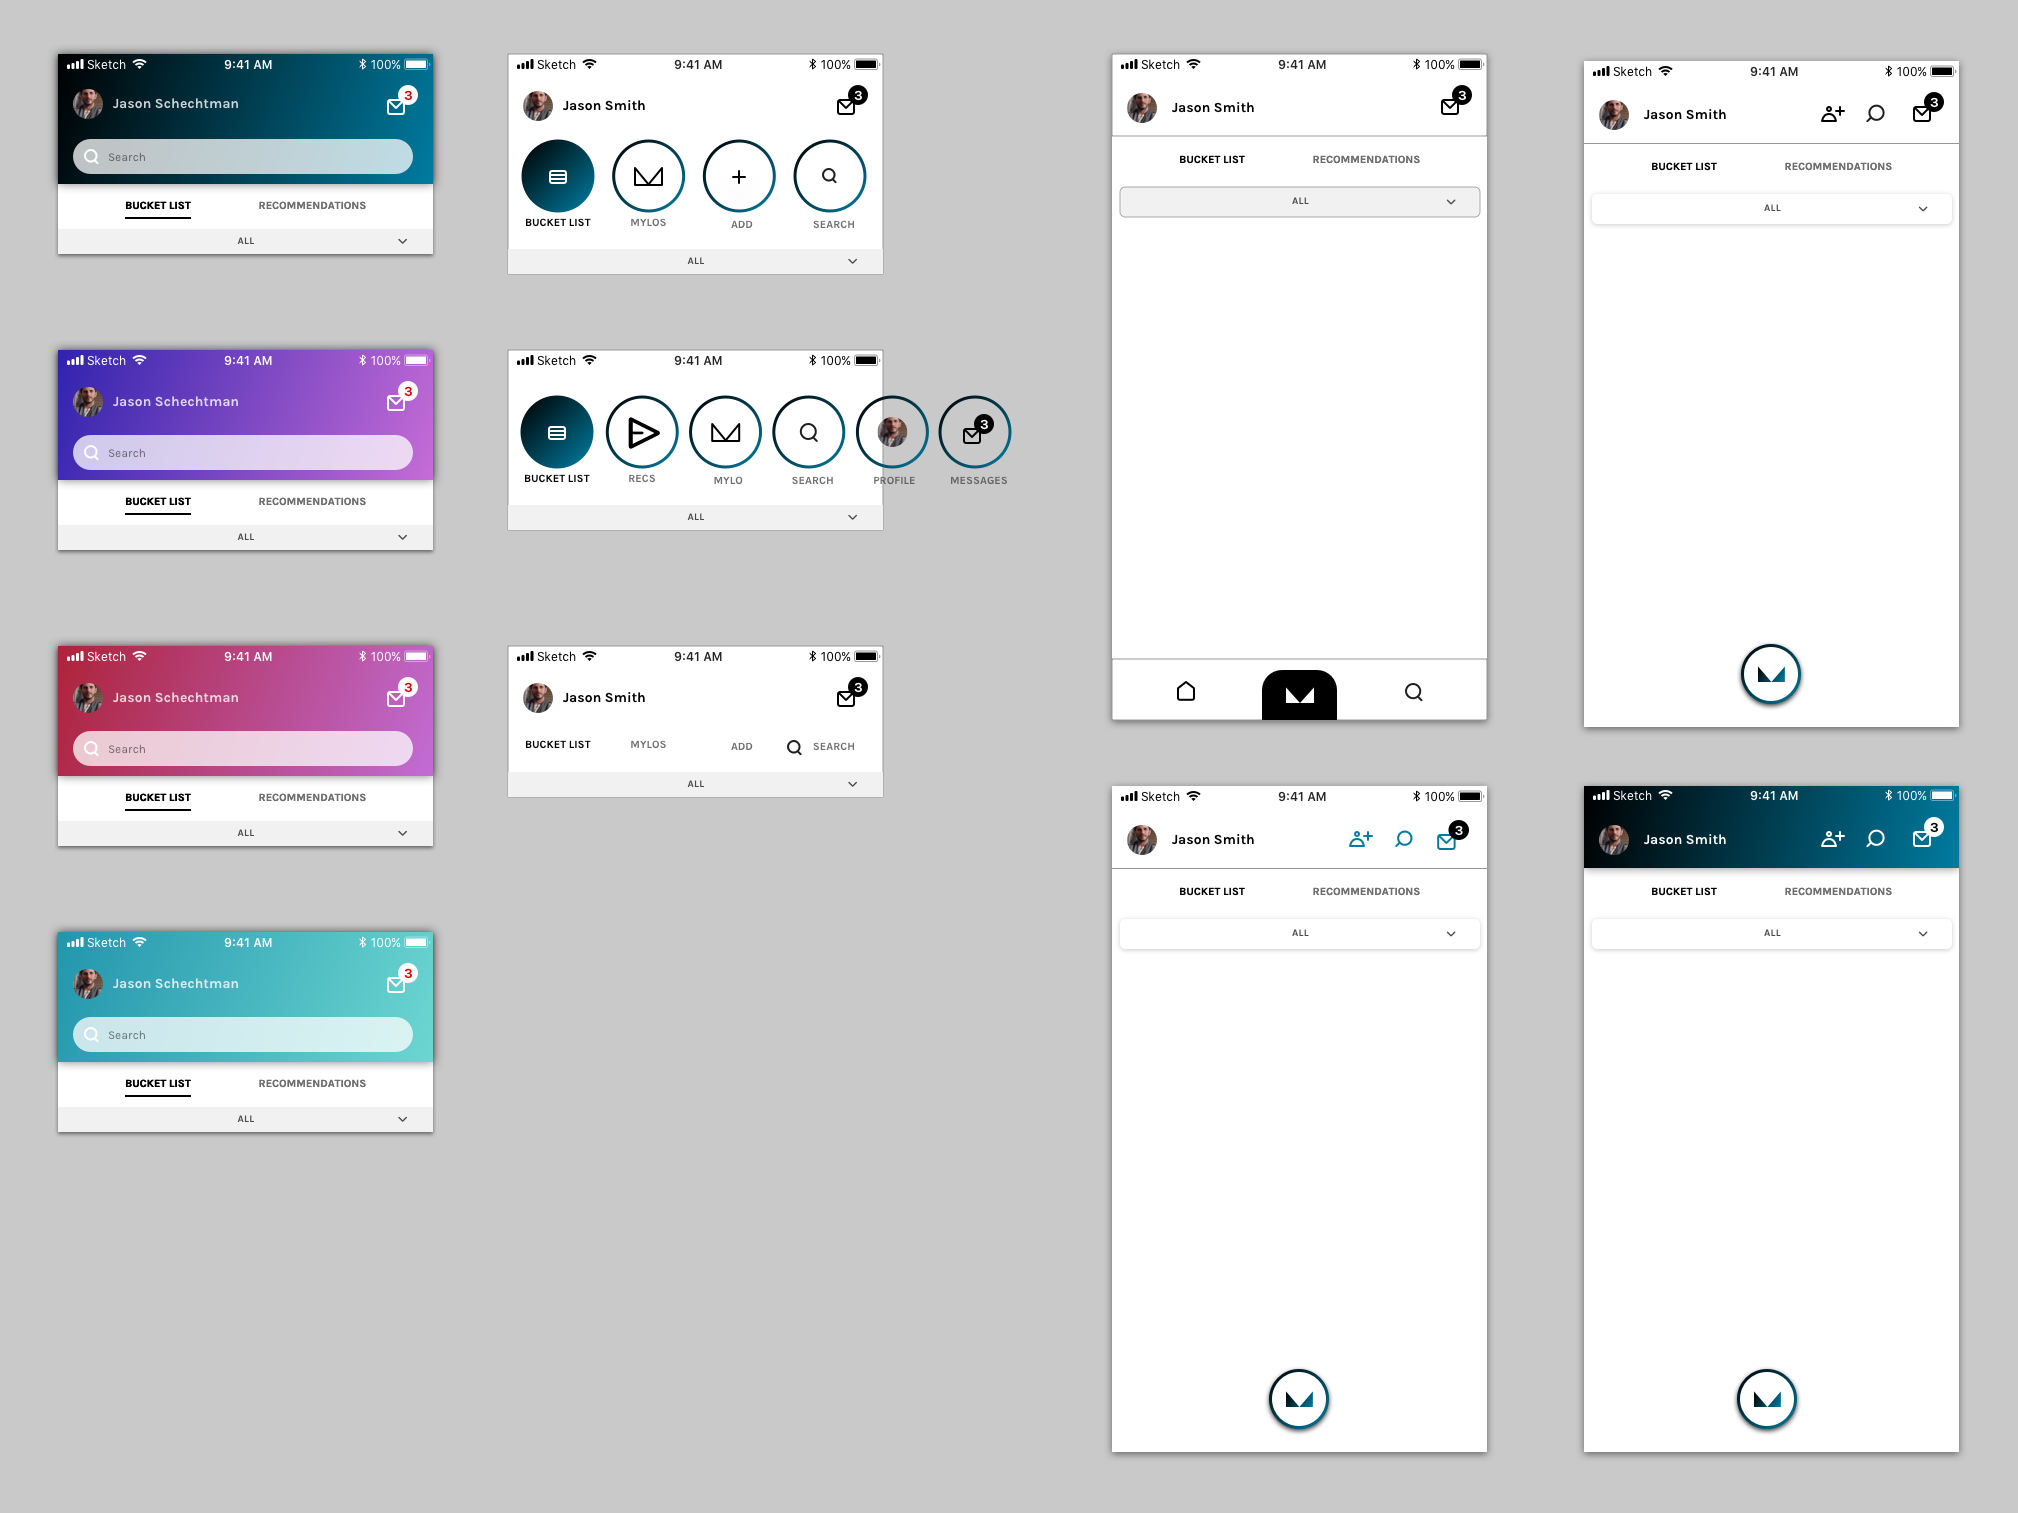 Sketch 9:41 AM 100%
Jason Schechtman 3
Search
BUCKET LIST RECOMMENDATIONS
ALL
Sketch 9:41 AM 100%
Jason Schechtman 3
Search
BUCKET LIST RECOMMENDATIONS
ALL
Sketch 9:41 AM 100%
Jason Schechtman 3
Search
BUCKET LIST RECOMMENDATIONS
ALL
Sketch 9:41 AM 100%
Jason Schechtman 3
Search
BUCKET LIST RECOMMENDATIONS
ALL
Sketch 9:41 AM 100%
Jason Smith 3
BUCKET LIST MYLOS ADD SEARCH
ALL
Sketch 9:41 AM 100%
3
BUCKET LIST RECS MYLO SEARCH PROFILE MESSAGES
ALL
Sketch 9:41 AM 100%
Jason Smith 3
BUCKET LIST MYLOS ADD SEARCH
ALL
Sketch 9:41 AM 100%
Jason Smith 3
BUCKET LIST RECOMMENDATIONS
ALL
Sketch 9:41 AM 100%
Jason Smith 3
BUCKET LIST RECOMMENDATIONS
ALL
Sketch 9:41 AM 100%
Jason Smith 3
BUCKET LIST RECOMMENDATIONS
ALL
Sketch 9:41 AM 100%
Jason Smith 3
BUCKET LIST RECOMMENDATIONS
ALL